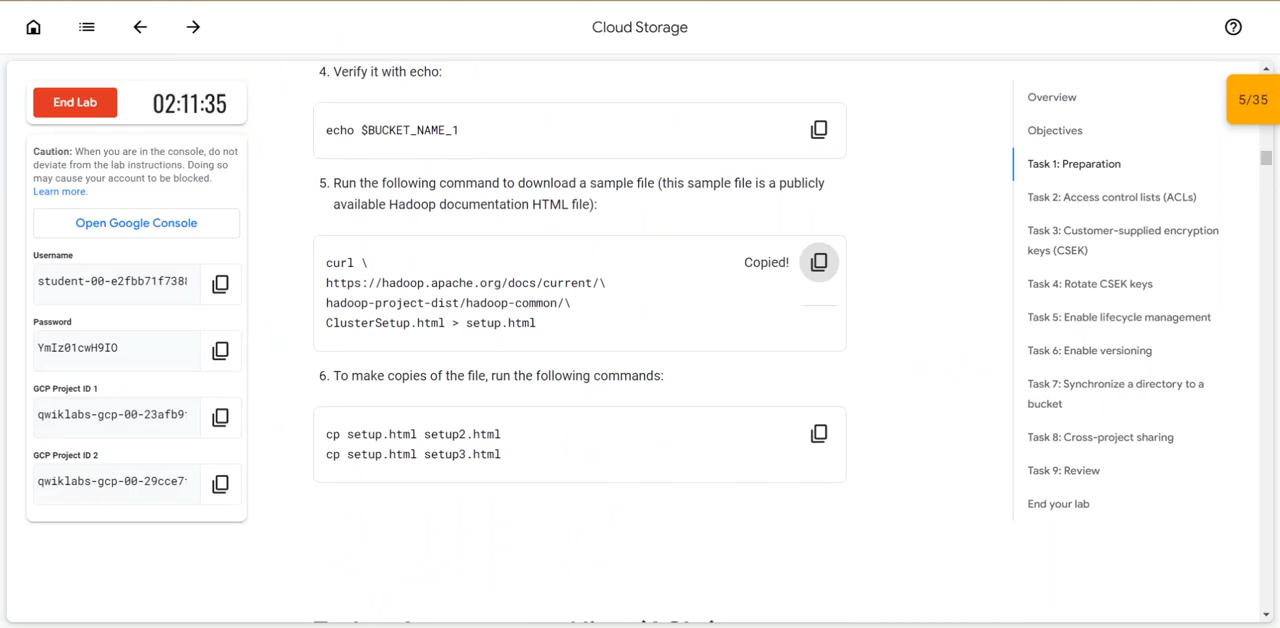 Cloud Storage
End Lab
02:11:35
Caution: When you are in the console, do not
deviate from the lab instructions. Doing so
may cause your account to be blocked.
Learn more.
Open Google Console
Username
student-00-e2fbb71f738
Password
YmIz01cwH9IO
GCP Project ID 1
qwiklabs-gcp-00-23afb9
GCP Project ID 2
qwiklabs-gcp-00-29cce7
4. Verify it with echo:
echo $BUCKET_NAME_1
5. Run the following command to download a sample file (this sample file is a publicly
available Hadoop documentation HTML file):
curl \
https://hadoop.apache.org/docs/current/\
hadoop-project-dist/hadoop-common/\
ClusterSetup.html > setup.html
Copied!
6. To make copies of the file, run the following commands:
cp setup.html setup2.html
cp setup.html setup3.html
Overview
Objectives
Task 1: Preparation
Task 2: Access control lists (ACLs)
Task 3: Customer-supplied encryption
keys (CSEK)
Task 4: Rotate CSEK keys
Task 5: Enable lifecycle management
Task 6: Enable versioning
Task 7: Synchronize a directory to a
bucket
Task 8: Cross-project sharing
Task 9: Review
End your lab
5/35